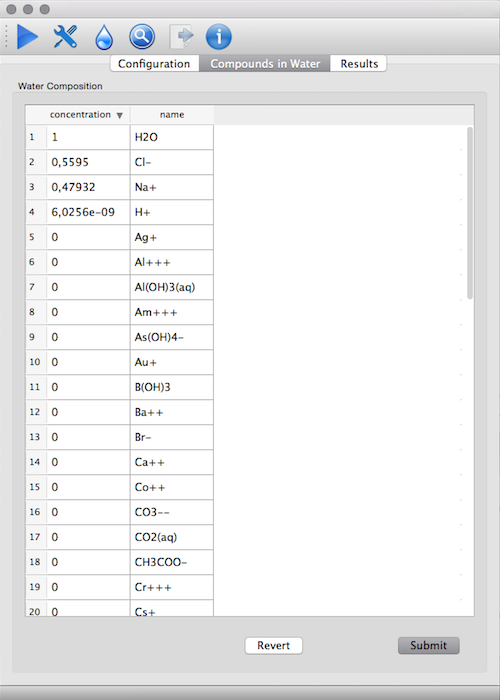 Configuration Compounds in Water Results
Water Composition
concentration name
1 1 H2O
2 0,5595 Cl-
3 0,47932 Na+
4 6,0256e-09 H+
5 0 Ag+
6 0 Al+++
7 0 Al(OH)3(aq)
8 0 Am+++
9 0 As(OH)4-
10 0 Au+
11 0 B(OH)3
12 0 Ba++
13 0 Br-
14 0 Ca++
15 0 Co++
16 0 CO3--
17 0 CO2(aq)
18 0 CH3COO-
19 0 Cr+++
20 0 Cs+
Revert Submit